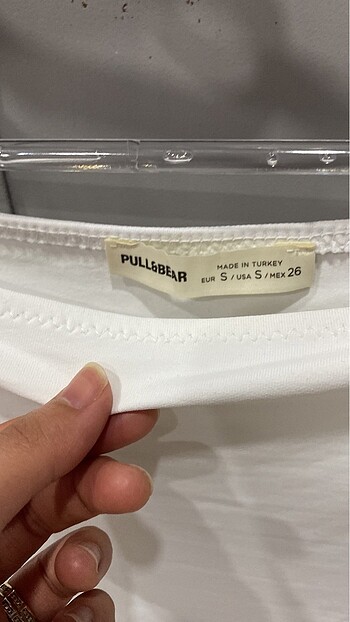 PULL&BEAR
MADE IN TURKEY
EUR S / USA S / MEX 26